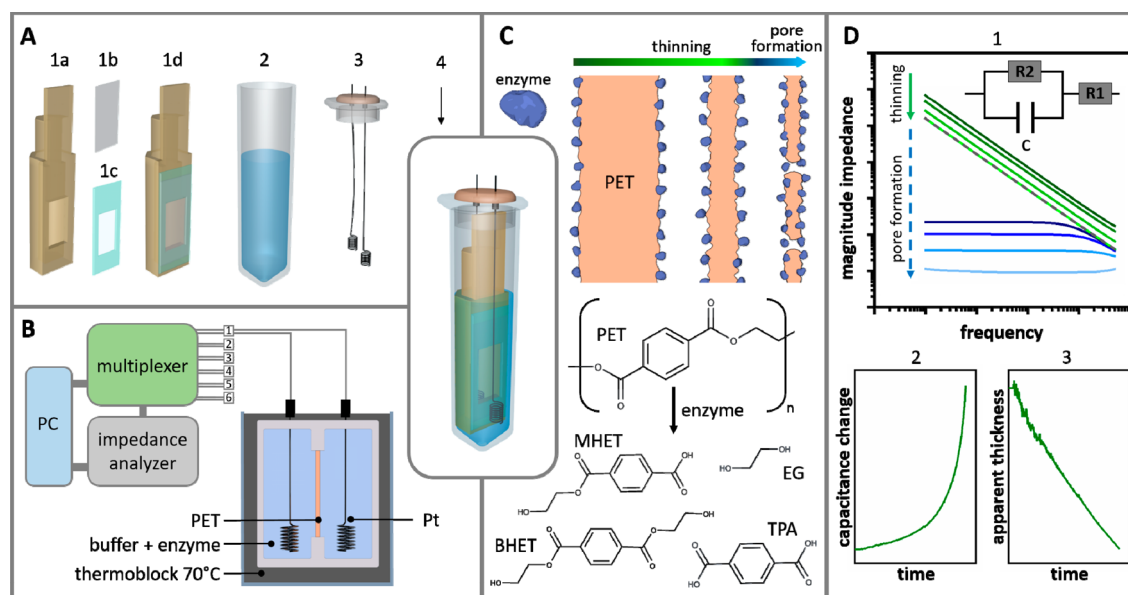 A
1a
1b
1c
1d
2
3
4
B
PC
multiplexer
impedance
analyzer
1
2
3
4
5
6
PET
Pt
buffer + enzyme
thermoblock 70°C
C
thinning
pore
formation
enzyme
PET
PET
O
O
O
O
n
enzyme
MHET
O
OH
O
O
HO
EG
OH
HO
BHET
O
O
OH
O
O
HO
TPA
O
OH
HO
O
D
1
magnitude impedance
thinning
pore formation
R2
R1
C
frequency
2
capacitance change
time
3
apparent thickness
time